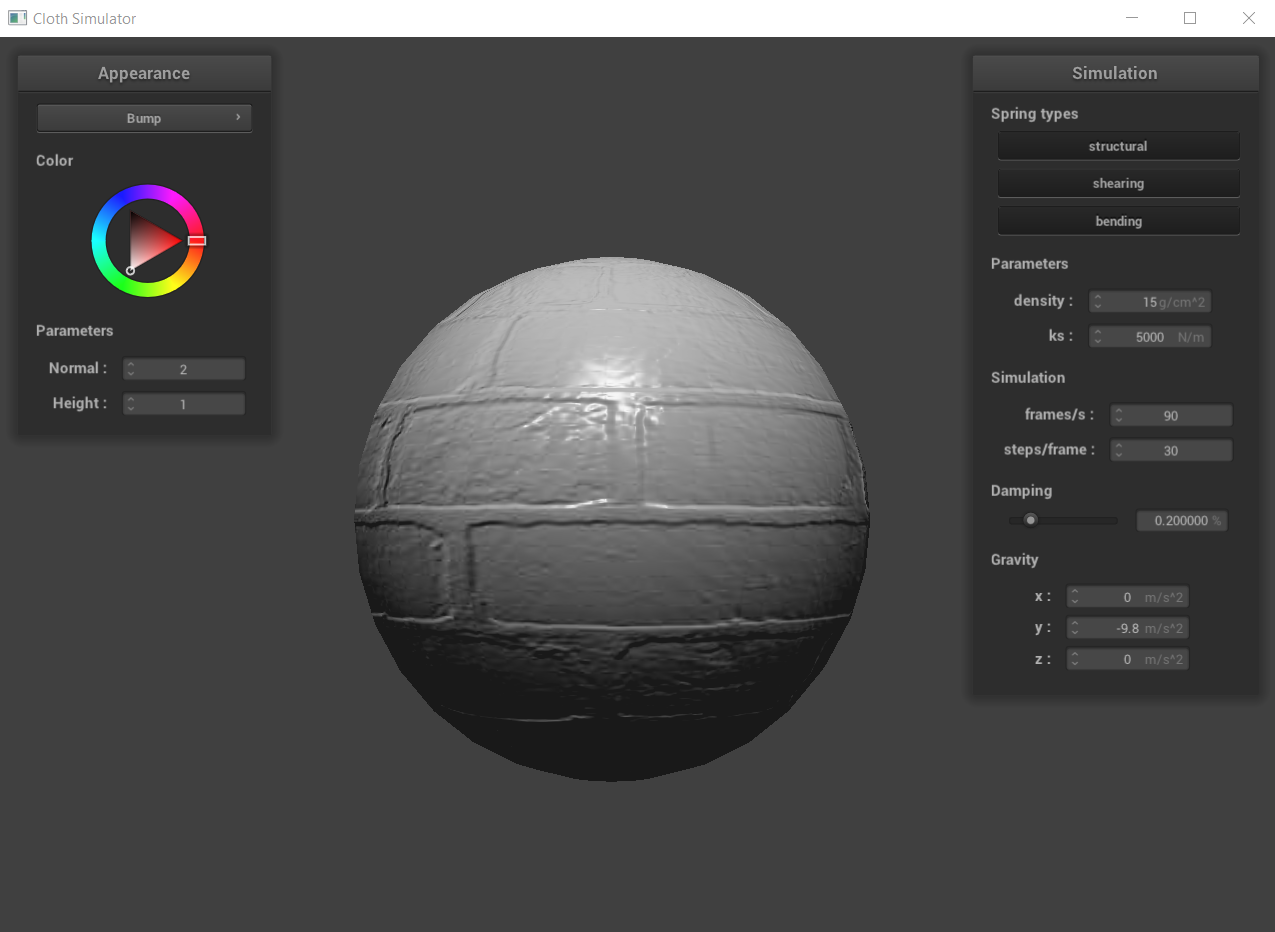 Cloth Simulator
Appearance
Bump
Color
Parameters
Normal : 2
Height : 1
Simulation
Spring types
structural
shearing
bending
Parameters
density : 15 g/cm^2
ks : 5000 N/m
Simulation
frames/s : 90
steps/frame : 30
Damping
0.200000 %
Gravity
x : 0 m/s^2
y : -9.8 m/s^2
z : 0 m/s^2